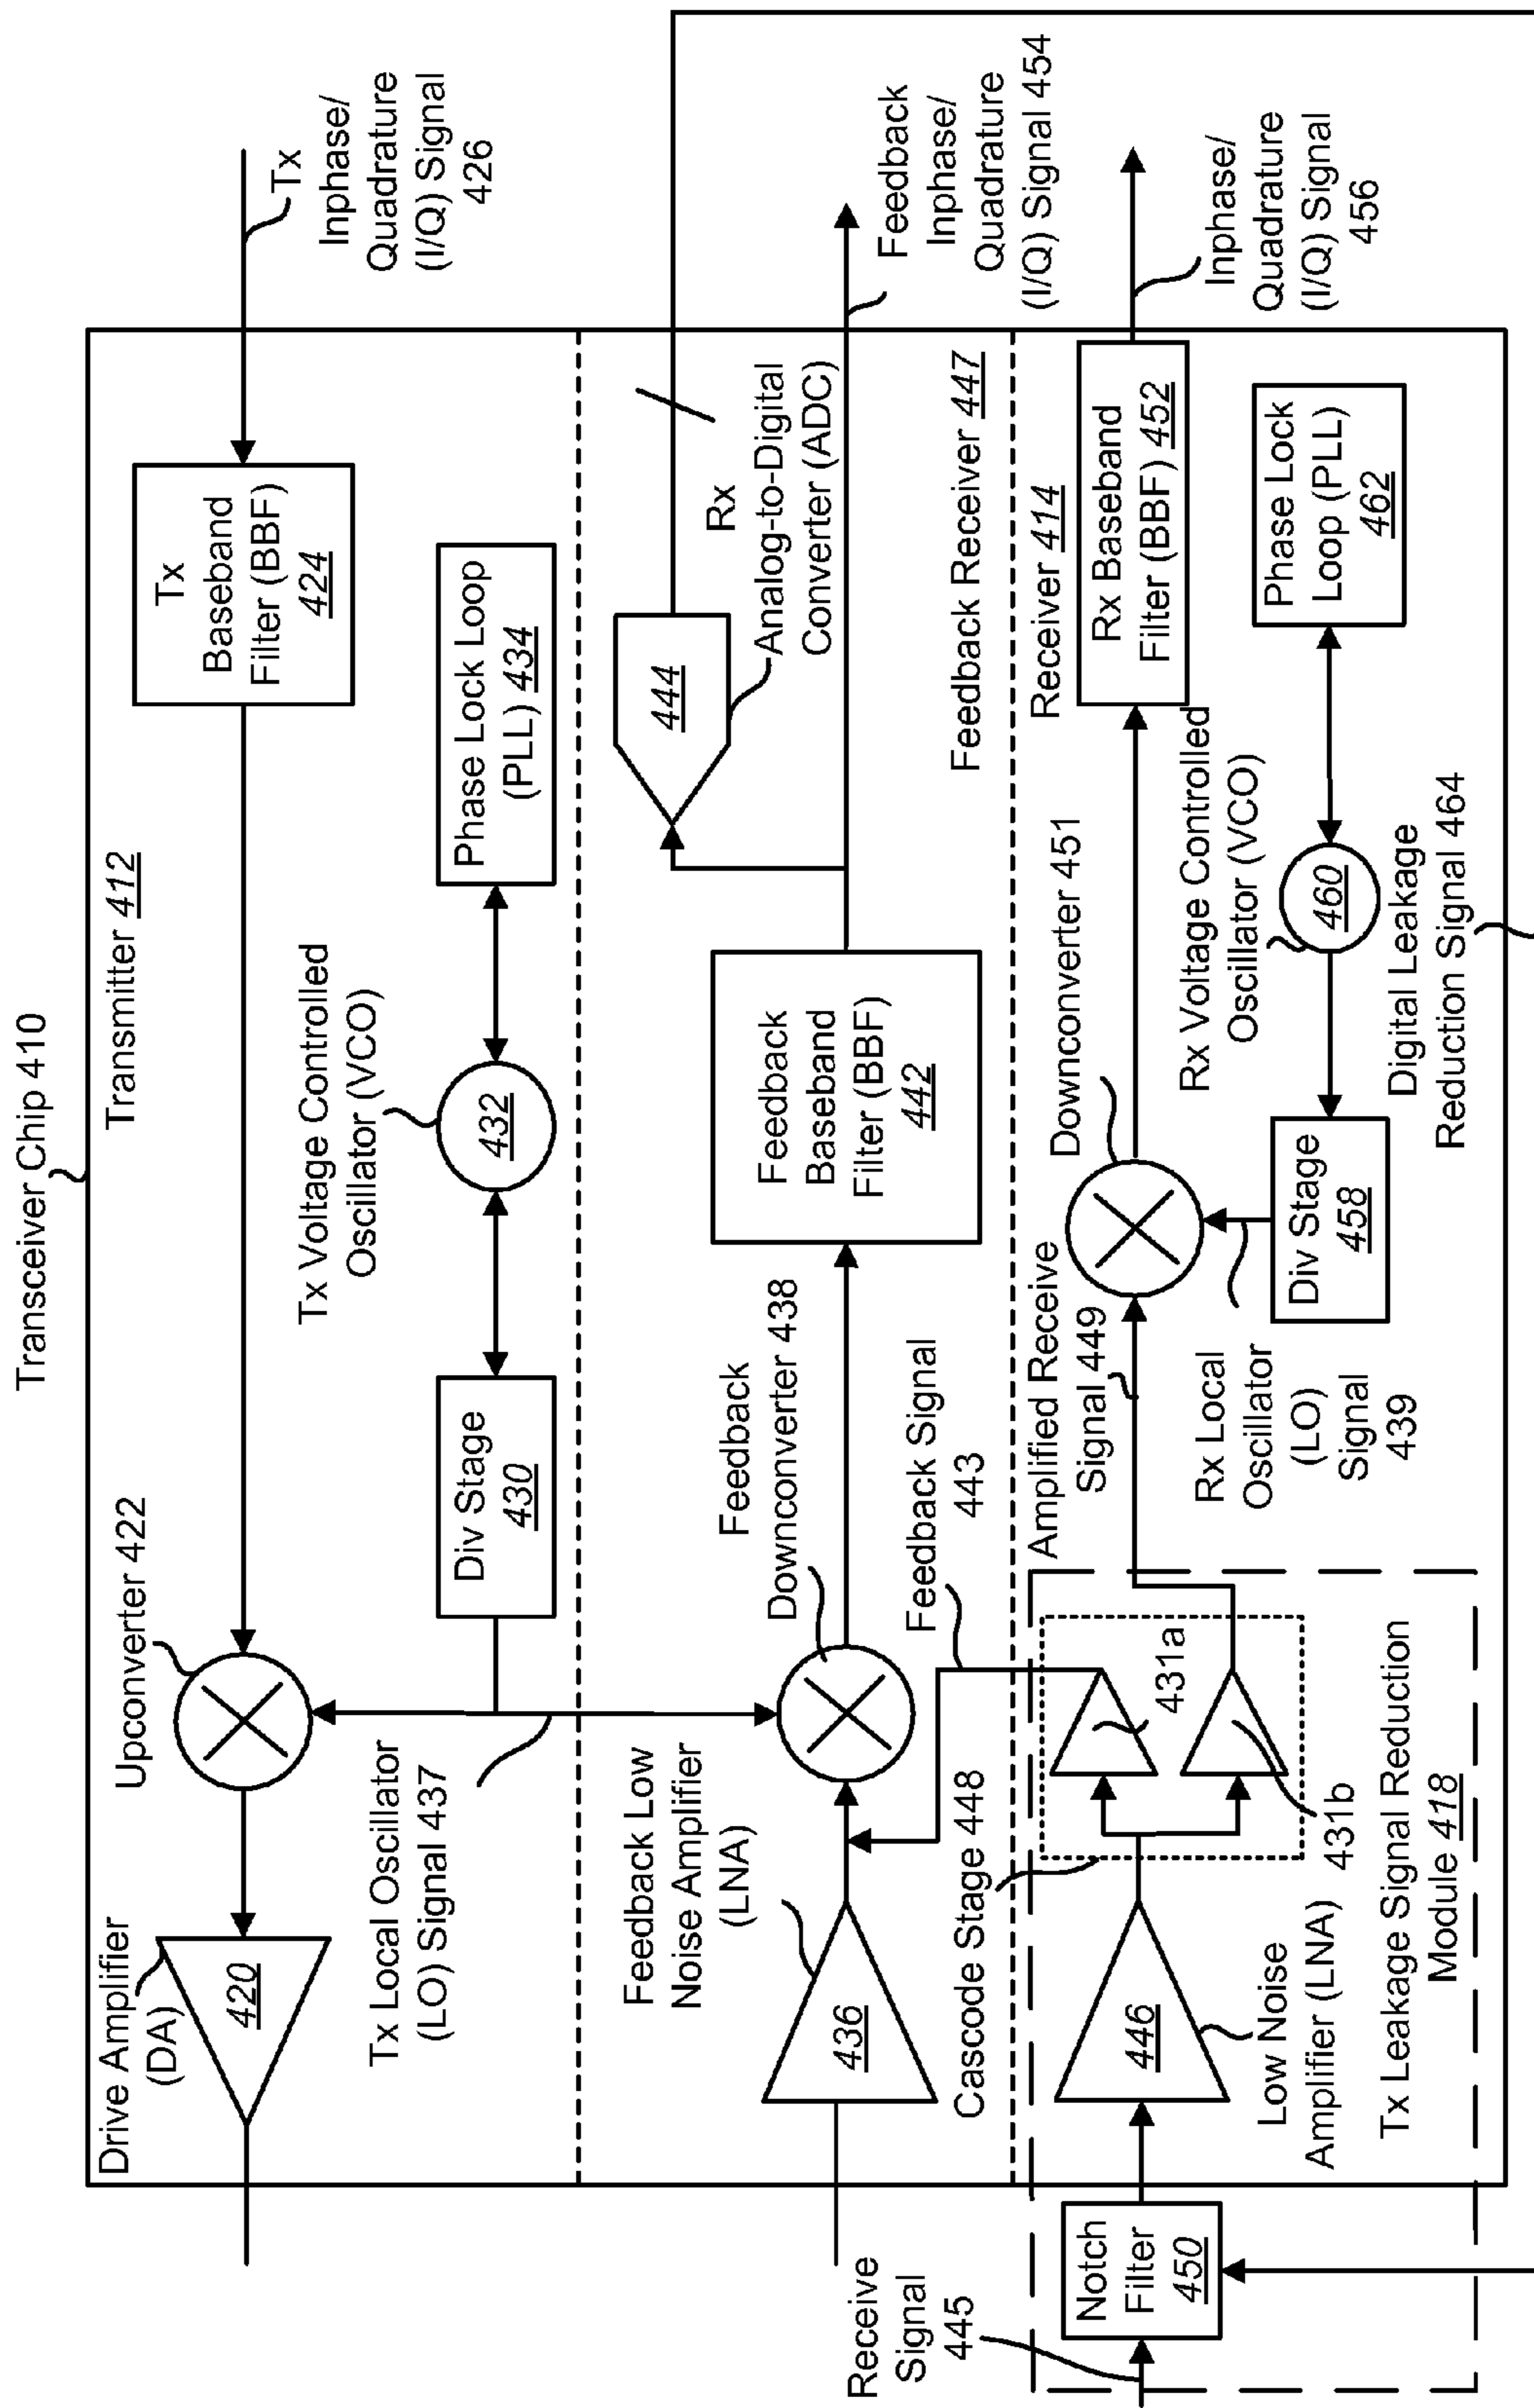 Transceiver Chip 410
Transmitter 412
Drive Amplifier
(DA)
420
Upconverter 422
Tx
Baseband
Filter (BBF)
424
Tx
Inphase/
Quadrature
(I/Q) Signal
426
Tx Local Oscillator
(LO) Signal 437
Div Stage
430
Tx Voltage Controlled
Oscillator (VCO)
432
Phase Lock Loop
(PLL) 434
Feedback Low
Noise Amplifier
(LNA)
436
Feedback
Downconverter 438
Feedback
Baseband
Filter (BBF)
442
444
Rx
Analog-to-Digital
Converter (ADC)
Feedback
Inphase/
Quadrature
(I/Q) Signal 454
Feedback Receiver 447
Feedback Signal
443
Cascode Stage 448
Receive
Signal
445
Notch
Filter
450
446
Low Noise
Amplifier (LNA)
431a
431b
Tx Leakage Signal Reduction
Module 418
Amplified Receive
Signal 449
Downconverter 451
Receiver 414
Rx Baseband
Filter (BBF) 452
Inphase/
Quadrature
(I/Q) Signal
456
Rx Local
Oscillator
(LO)
Signal
439
Div Stage
458
Rx Voltage Controlled
Oscillator (VCO)
460
Phase Lock
Loop (PLL)
462
Digital Leakage
Reduction Signal 464